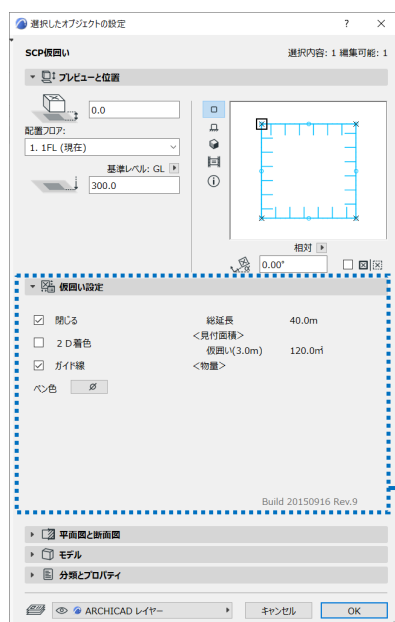 選択したオブジェクトの設定 ? ×
SCP仮囲い 選択内容: 1 編集可能: 1
プレビューと位置
0.0
配置フロア:
1. 1FL (現在)
基準レベル: GL
300.0
相対
0.00°
仮囲い設定
閉じる 総延長 40.0m
２Ｄ着色 <見付面積>
仮囲い(3.0m) 120.0㎡
ガイド線 <物量>
ペン色
Build 20150916 Rev.9
平面図と断面図
モデル
分類とプロパティ
ARCHICAD レイヤー キャンセル OK